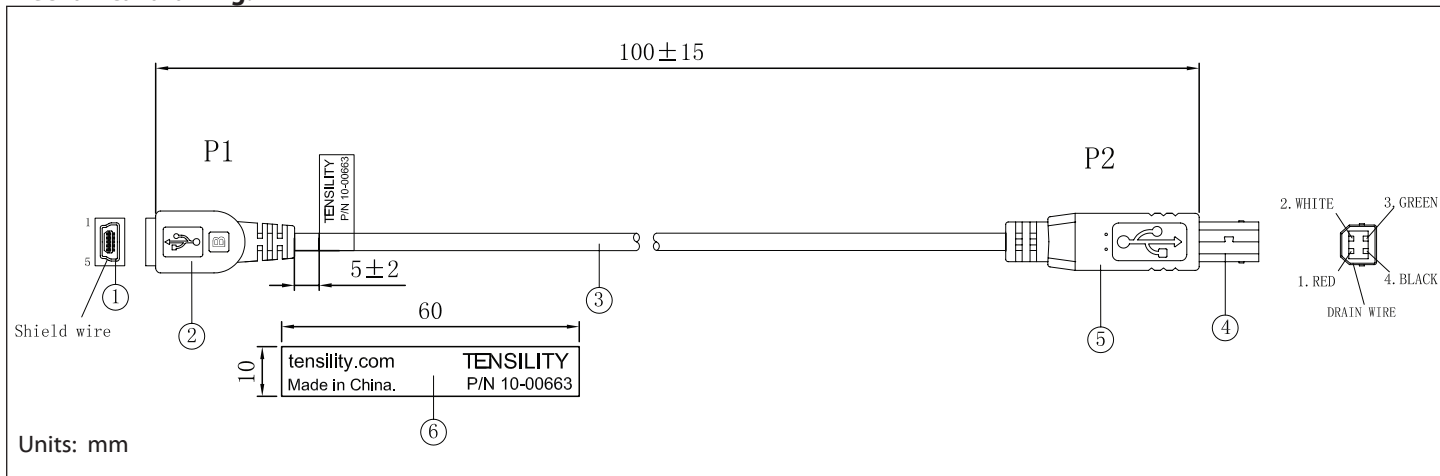 100±15
P1
P2
TENSILITY
P/N 10-00663
2.WHITE
3.GREEN
1
5
5±2
1.RED
4.BLACK
DRAIN WIRE
1
3
4
Shield wire
2
5
60
10
tensility.com
TENSILITY
Made in China.
P/N 10-00663
6
Units: mm